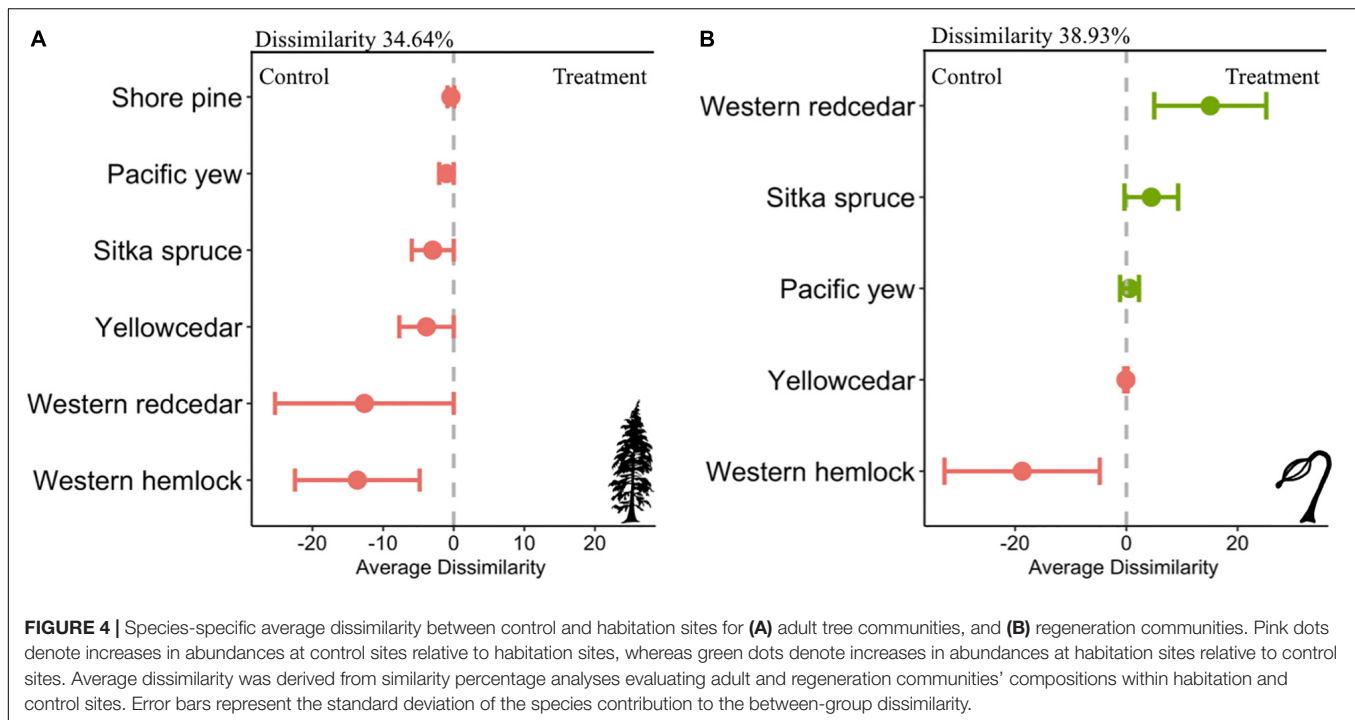 A
Dissimilarity 34.64%
Control
Treatment
Shore pine
Pacific yew
Sitka spruce
Yellowcedar
Western redcedar
Western hemlock
-20
-10
0
10
20
Average Dissimilarity
B
Dissimilarity 38.93%
Control
Treatment
Western redcedar
Sitka spruce
Pacific yew
Yellowcedar
Western hemlock
-20
0
20
Average Dissimilarity
FIGURE 4 | Species-specific average dissimilarity between control and habitation sites for (A) adult tree communities, and (B) regeneration communities. Pink dots
denote increases in abundances at control sites relative to habitation sites, whereas green dots denote increases in abundances at habitation sites relative to control
sites. Average dissimilarity was derived from similarity percentage analyses evaluating adult and regeneration communities' compositions within habitation and
control sites. Error bars represent the standard deviation of the species contribution to the between-group dissimilarity.